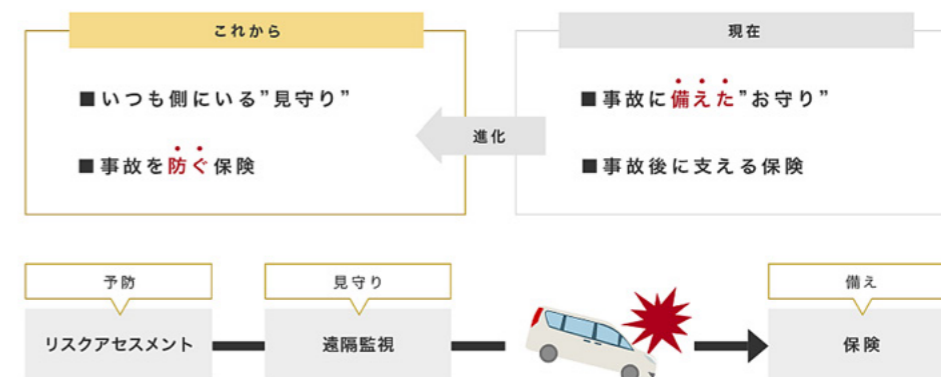 これから
■いつも側にいる”見守り”
■事故を防ぐ保険
進化
現在
■事故に備えた”お守り”
■事故後に支える保険
予防
リスクアセスメント
見守り
遠隔監視
備え
保険